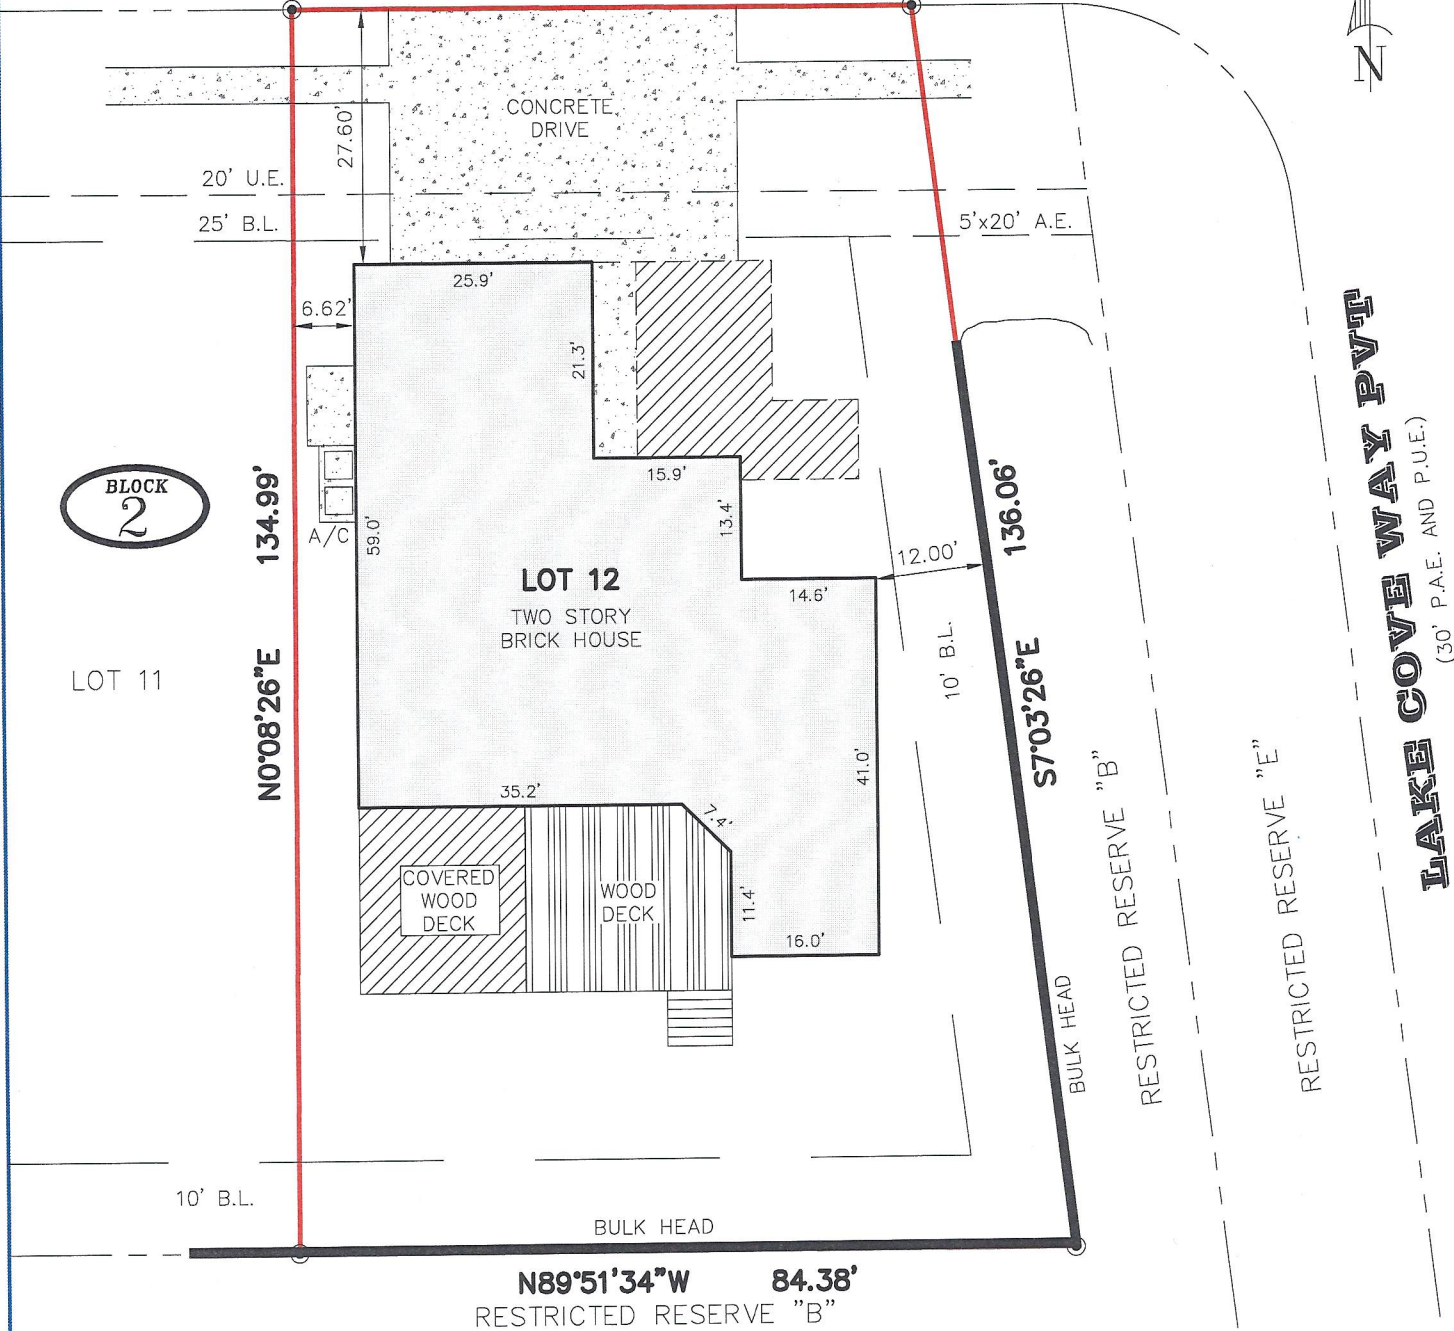 N
CONCRETE
DRIVE
27.60'
20' U.E.
25' B.L.
5'x20' A.E.
25.9'
6.62'
21.3'
15.9'
13.4'
BLOCK
2
A/C
59.0'
134.99'
N0°08'26"E
LOT 11
LOT 12
TWO STORY
BRICK HOUSE
14.6'
12.00'
136.06'
S7°03'26"E
10' B.L.
41.0'
35.2'
7.4'
COVERED
WOOD
DECK
WOOD
DECK
11.4'
16.0'
BULK HEAD
RESTRICTED RESERVE "B"
RESTRICTED RESERVE "E"
LAKE COVE WAY PVT
(30' P.A.E. AND P.U.E.)
10' B.L.
BULK HEAD
N89°51'34"W 84.38'
RESTRICTED RESERVE "B"